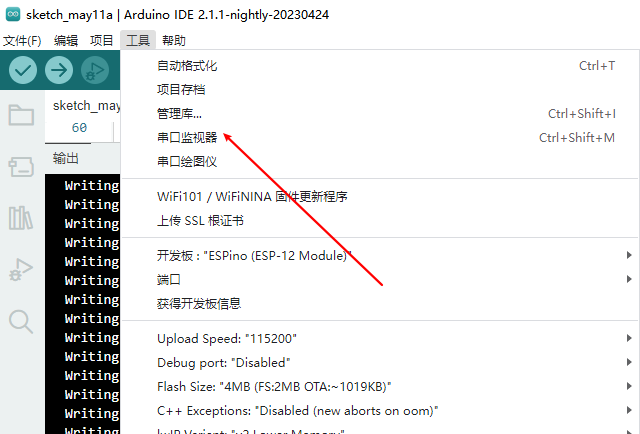 sketch_may11a | Arduino IDE 2.1.1-nightly-20230424
文件(F) 编辑 项目 工具 帮助
自动格式化 Ctrl+T
项目存档
sketch_may
管理库... Ctrl+Shift+I
60
串口监视器 Ctrl+Shift+M
输出
串口绘图仪
Writing
WiFi101 / WiFiNINA 固件更新程序
Writing
上传 SSL 根证书
Writing
Writing
开发板 : "ESPino (ESP-12 Module)"
Writing
端口
Writing
获得开发板信息
Writing
Writing
Upload Speed: "115200"
Writing
Debug port: "Disabled"
Writing
Flash Size: "4MB (FS:2MB OTA:~1019KB)"
Writing
C++ Exceptions: "Disabled (new aborts on oom)"
Writing
lwIP Variant: "v2 Lower Memory"
Writing